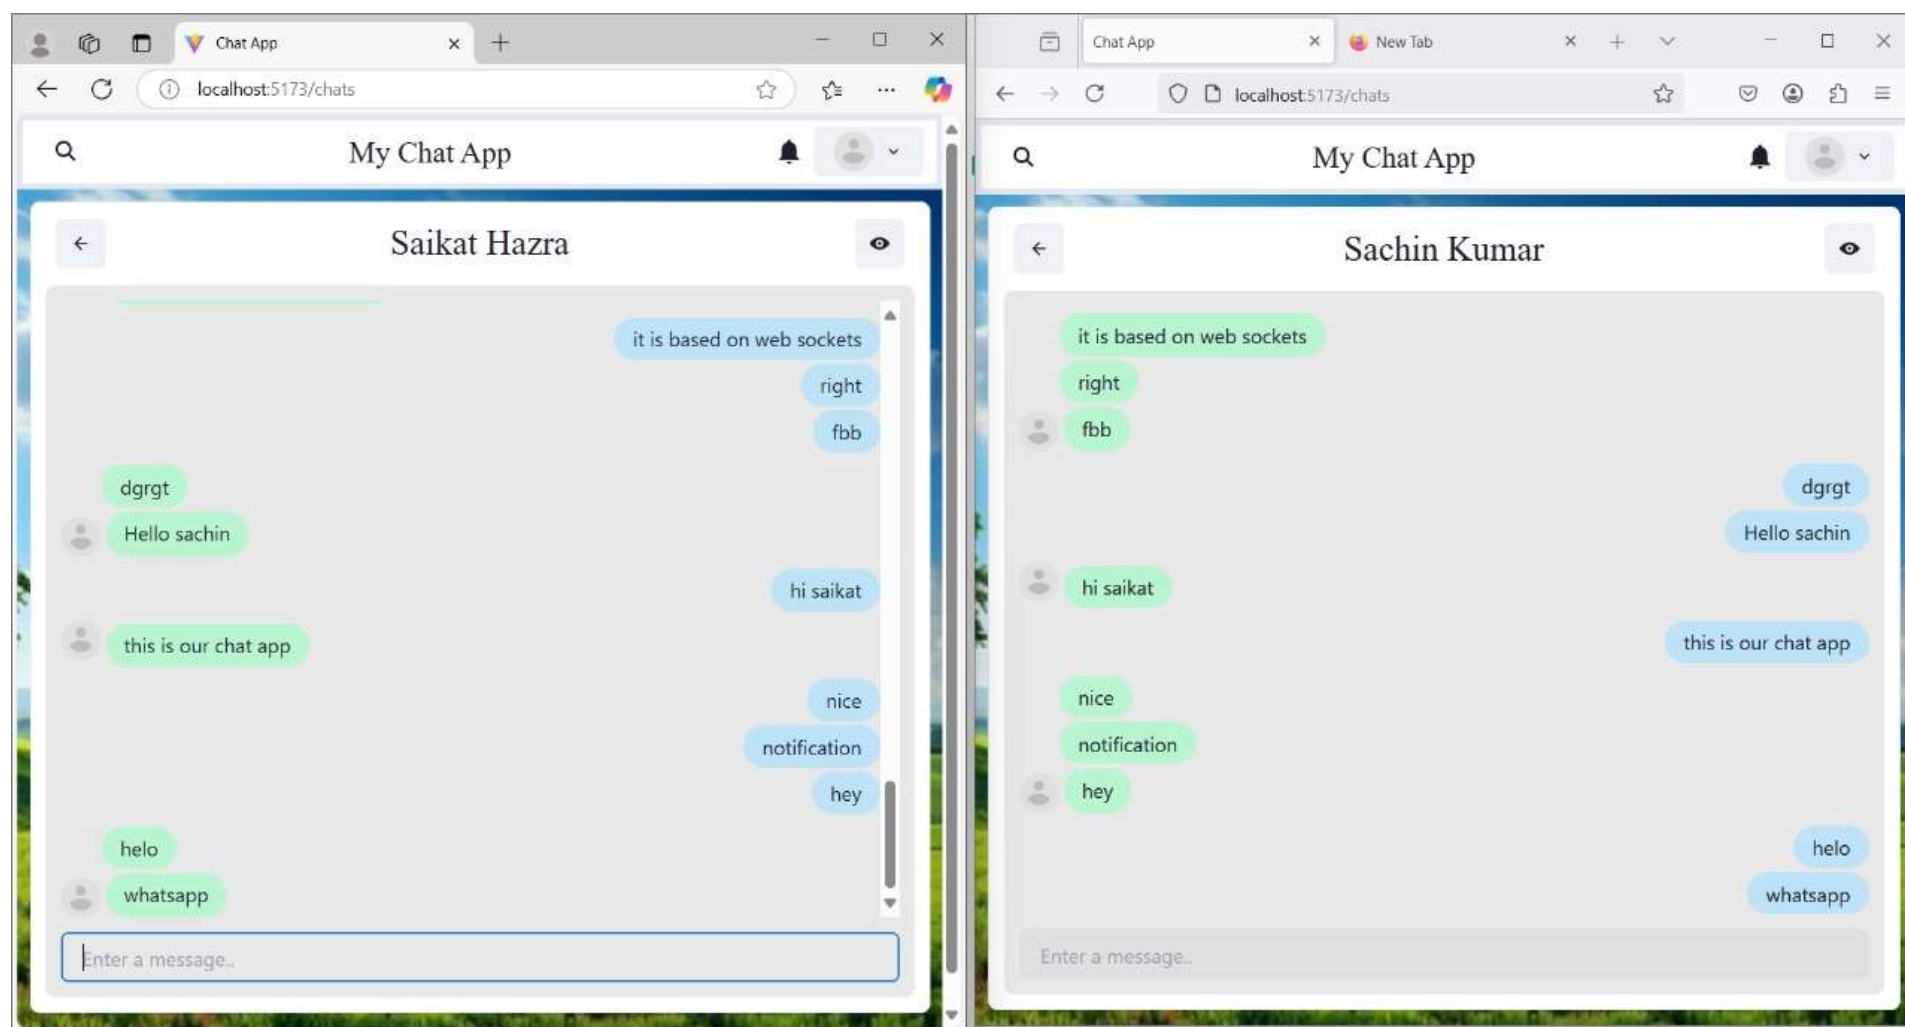 Chat App
localhost:5173/chats
My Chat App
Saikat Hazra
it is based on web sockets
right
fbb
dgrgt
Hello sachin
hi saikat
this is our chat app
nice
notification
hey
helo
whatsapp
Enter a message..
Chat App
New Tab
localhost:5173/chats
My Chat App
Sachin Kumar
it is based on web sockets
right
fbb
dgrgt
Hello sachin
hi saikat
this is our chat app
nice
notification
hey
helo
whatsapp
Enter a message..